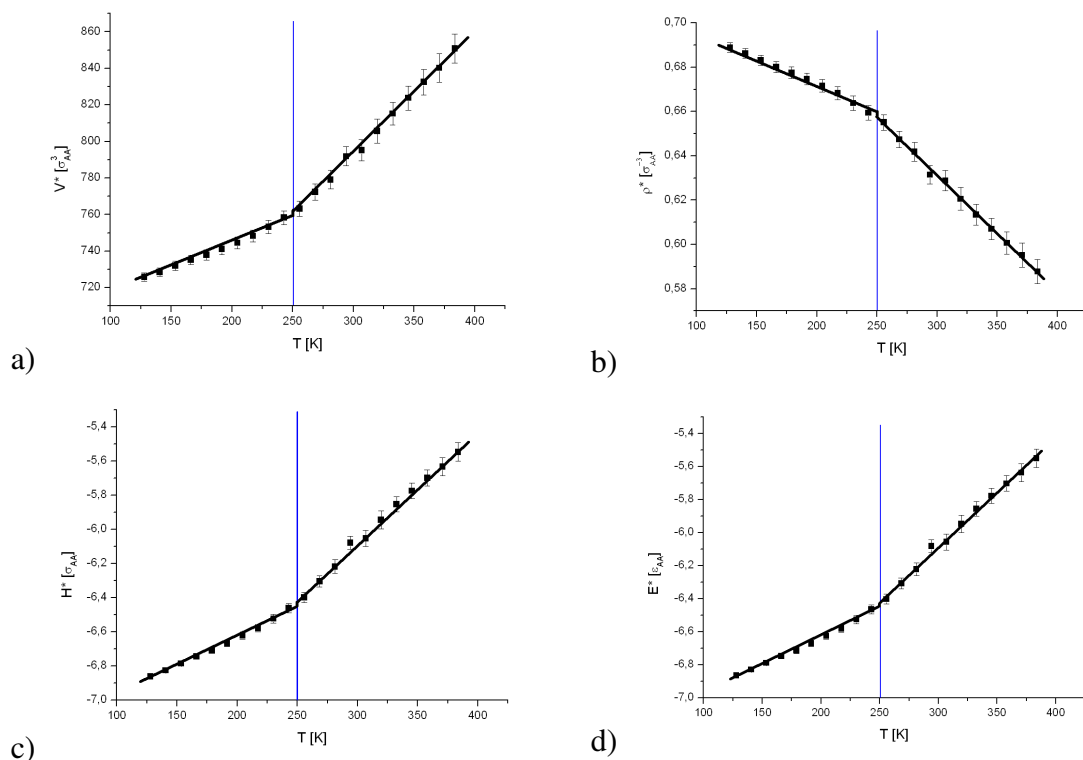 860
840
820
800
780
760
740
720
V* [σ³AA]
100 150 200 250 300 350 400
T [K]
a)
0,70
0,68
0,66
0,64
0,62
0,60
0,58
ρ* [σ⁻³AA]
100 150 200 250 300 350 400
T [K]
b)
-5,4
-5,6
-5,8
-6,0
-6,2
-6,4
-6,6
-6,8
-7,0
H* [σAA]
100 150 200 250 300 350 400
T [K]
c)
-5,4
-5,6
-5,8
-6,0
-6,2
-6,4
-6,6
-6,8
-7,0
E* [εAA]
100 150 200 250 300 350 400
T [K]
d)